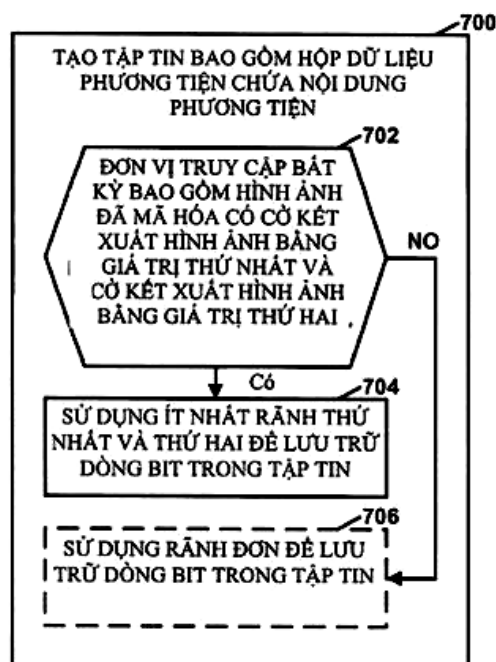 700
TẠO TẬP TIN BAO GỒM HỘP DỮ LIỆU
PHƯƠNG TIỆN CHỨA NỘI DUNG
PHƯƠNG TIỆN
702
ĐƠN VỊ TRUY CẬP BẤT
KỲ BAO GỒM HÌNH ẢNH
ĐÃ MÃ HÓA CÓ CỜ KẾT
XUẤT HÌNH ẢNH BẰNG
GIÁ TRỊ THỨ NHẤT VÀ
CỜ KẾT XUẤT HÌNH ẢNH
BẰNG GIÁ TRỊ THỨ HAI
NO
Có
704
SỬ DỤNG ÍT NHẤT RÃNH THỨ
NHẤT VÀ THỨ HAI ĐỂ LƯU TRỮ
DÒNG BIT TRONG TẬP TIN
706
SỬ DỤNG RÃNH ĐƠN ĐỂ LƯU
TRỮ DÒNG BIT TRONG TẬP TIN